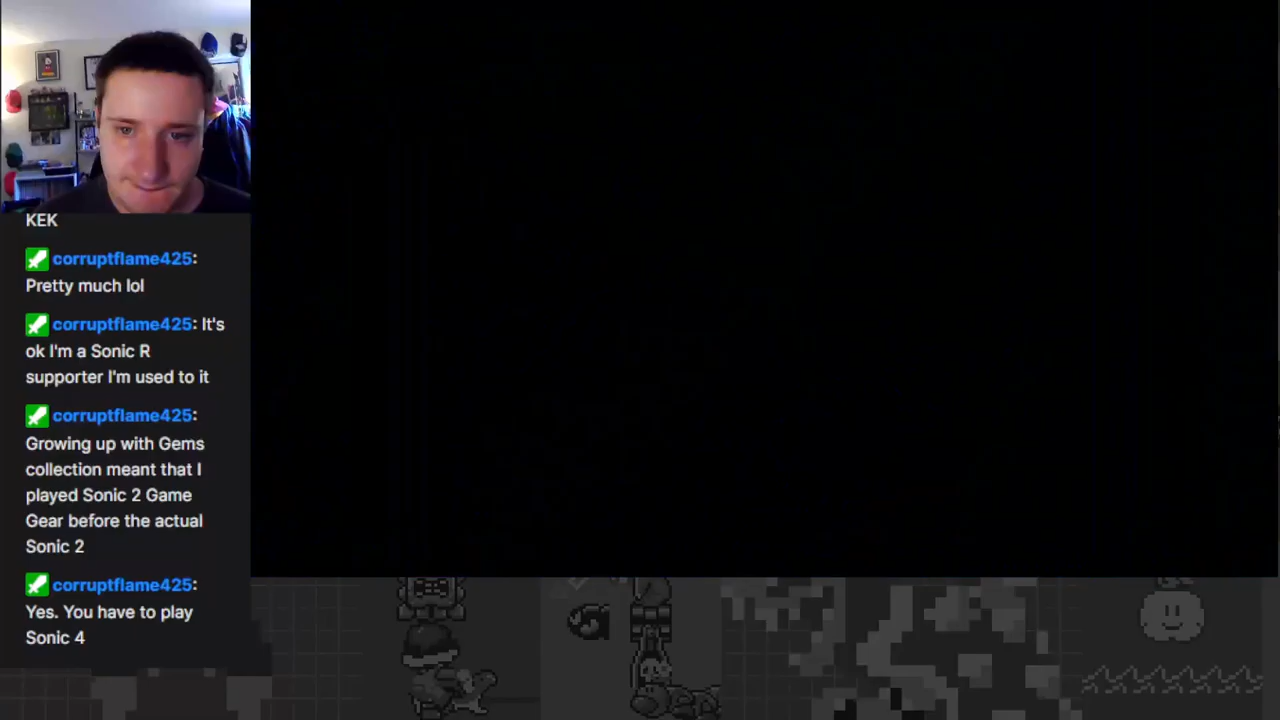 KEK
corruptflame425:
Pretty much lol
corruptflame425: It's
ok I'm a Sonic R
supporter I'm used to it
corruptflame425:
Growing up with Gems
collection meant that I
played Sonic 2 Game
Gear before the actual
Sonic 2
corruptflame425:
Yes. You have to play
Sonic 4